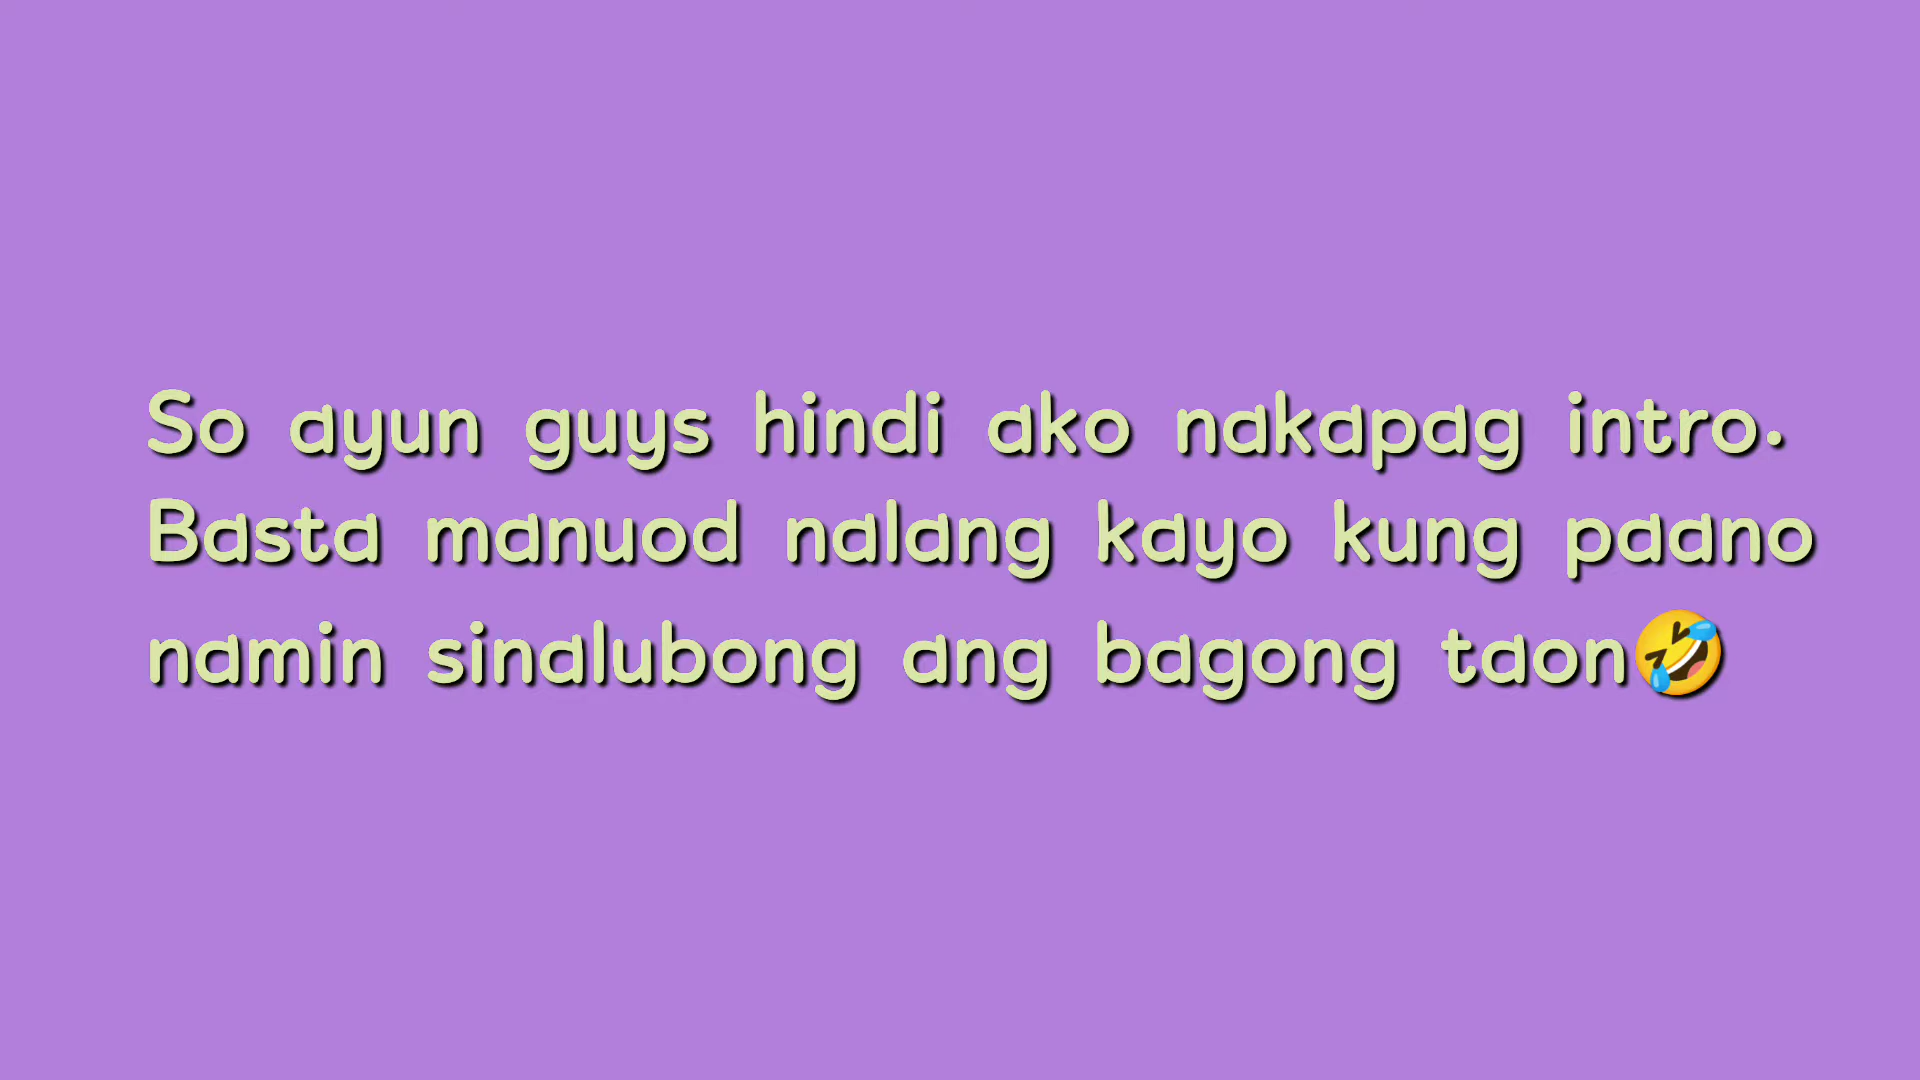 So ayun guys hindi ako nakapag intro.
Basta manuod nalang kayo kung paano
namin sinalubong ang bagong taon🤣